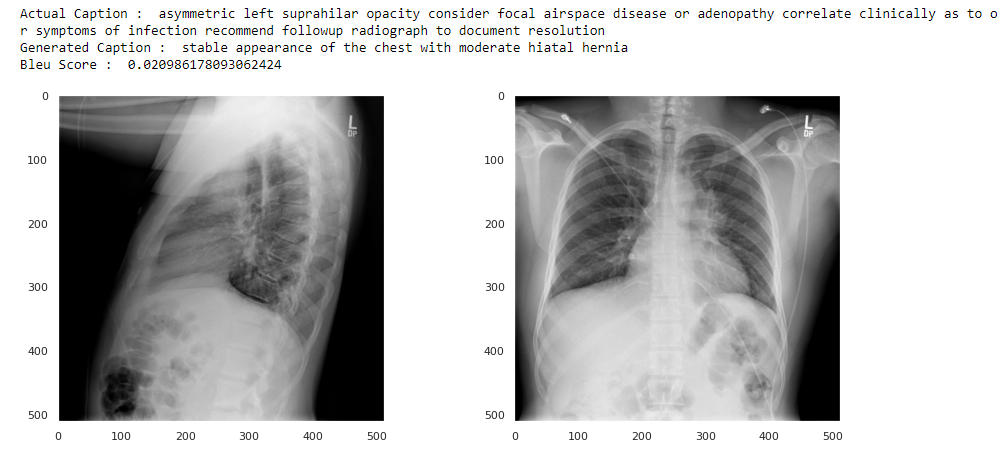 Actual Caption :  asymmetric left suprahilar opacity consider focal airspace disease or adenopathy correlate clinically as to o
r symptoms of infection recommend followup radiograph to document resolution
Generated Caption :  stable appearance of the chest with moderate hiatal hernia
Bleu Score :  0.020986178093062424
0
100
200
300
400
500
0 100 200 300 400 500
L
DP
0
100
200
300
400
500
0 100 200 300 400 500
L
DP